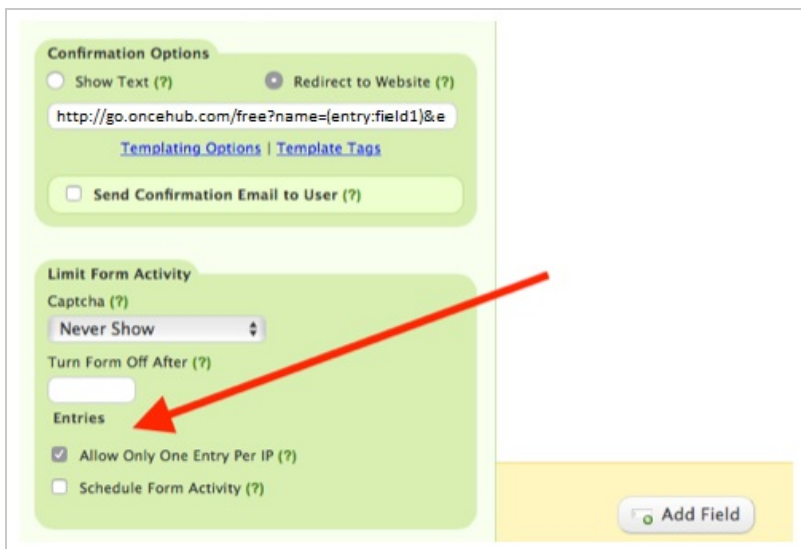 Confirmation Options
Show Text (?) Redirect to Website (?)
http://go.oncehub.com/free?name={entry:field1}&e
Templating Options | Template Tags
Send Confirmation Email to User (?)
Limit Form Activity
Captcha (?)
Never Show
Turn Form Off After (?)
Entries
Allow Only One Entry Per IP (?)
Schedule Form Activity (?)
Add Field